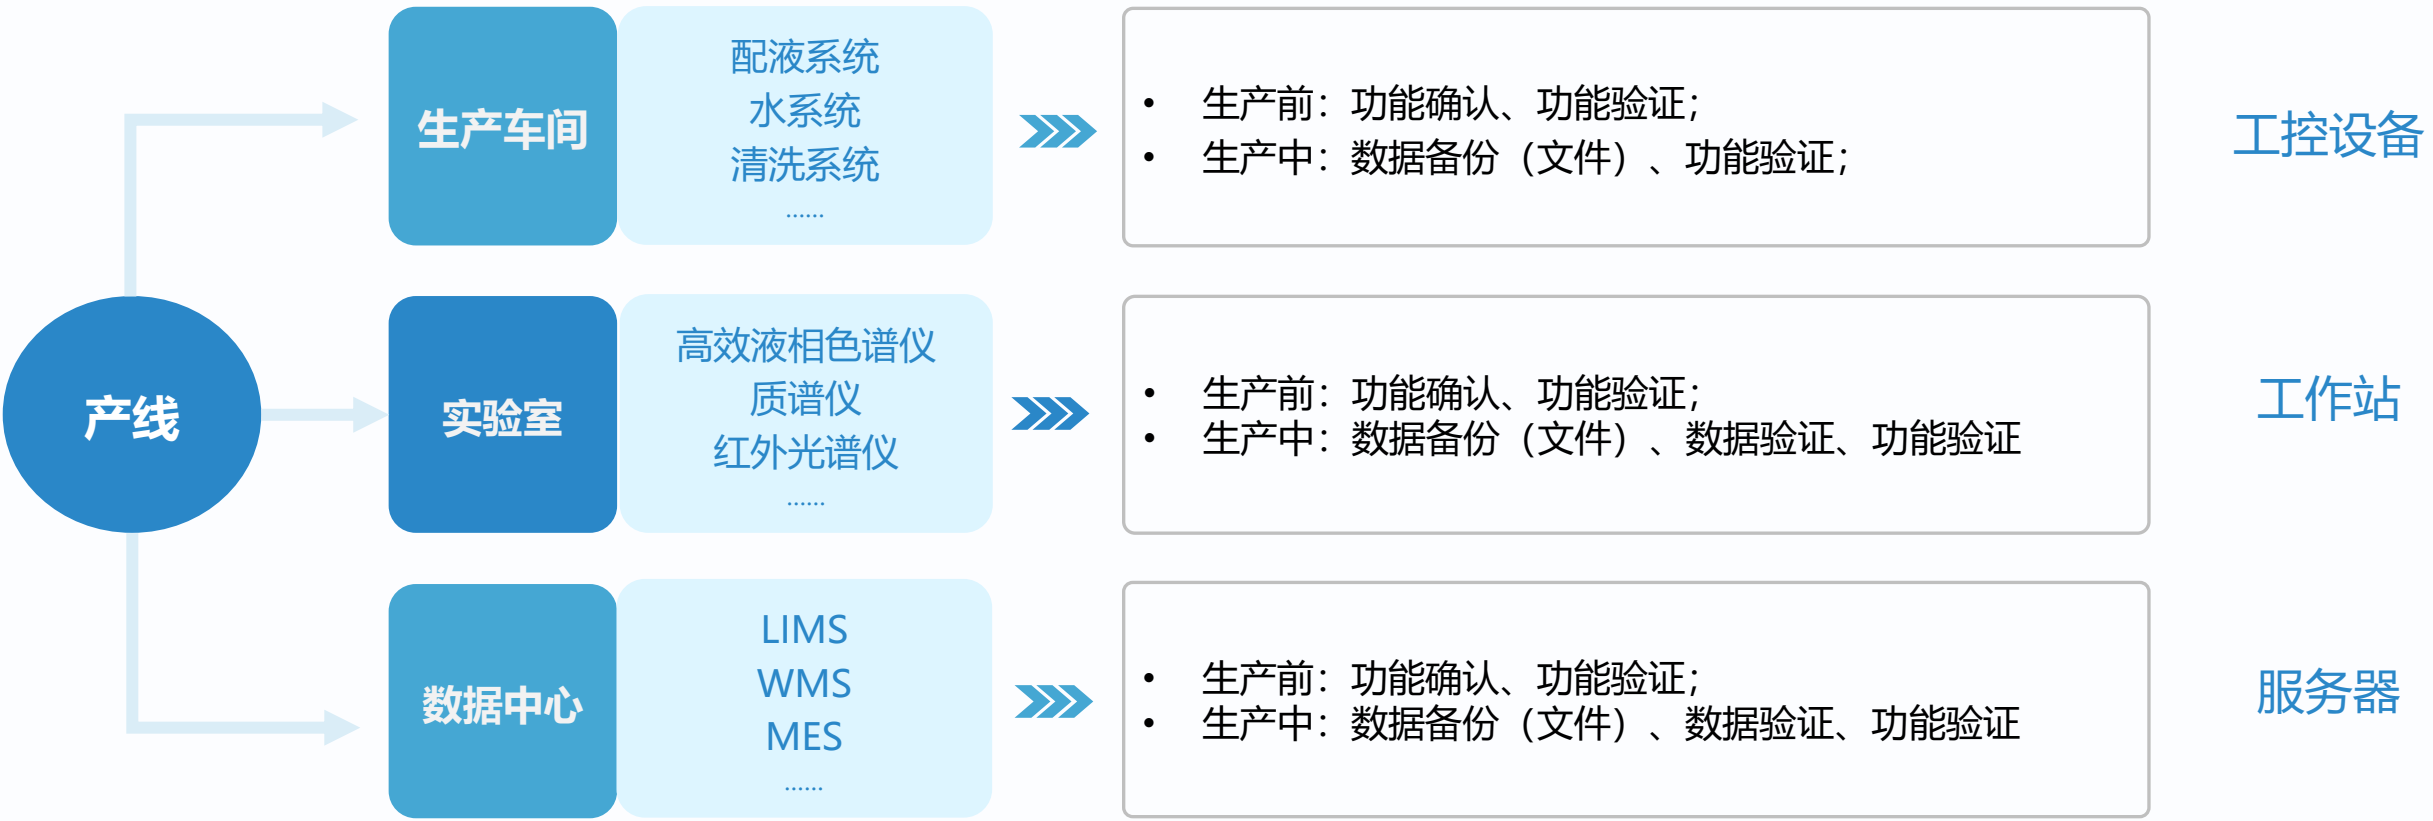 产线
生产车间
配液系统
水系统
清洗系统
......
• 生产前：功能确认、功能验证；
• 生产中：数据备份（文件）、功能验证；
工控设备
实验室
高效液相色谱仪
质谱仪
红外光谱仪
......
• 生产前：功能确认、功能验证；
• 生产中：数据备份（文件）、数据验证、功能验证
工作站
数据中心
LIMS
WMS
MES
......
• 生产前：功能确认、功能验证；
• 生产中：数据备份（文件）、数据验证、功能验证
服务器